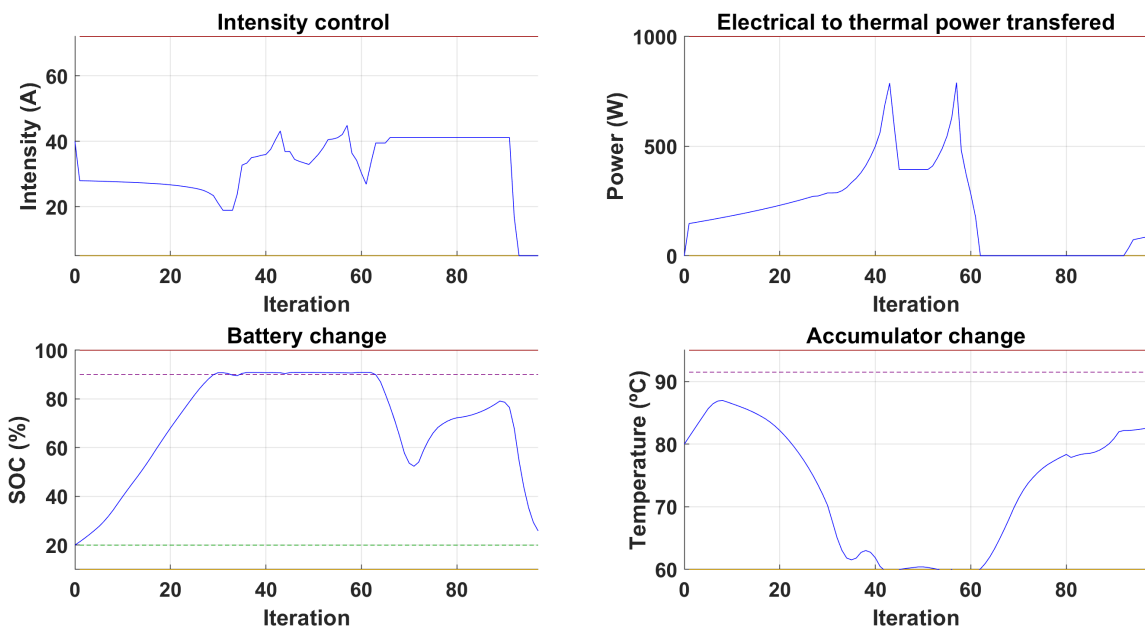 Intensity control
Intensity (A)
60
40
20
0 20 40 60 80
Iteration
Electrical to thermal power transfered
Power (W)
1000
500
0
0 20 40 60 80
Iteration
Battery change
SOC (%)
100
80
60
40
20
0 20 40 60 80
Iteration
Accumulator change
Temperature (ºC)
90
80
70
60
0 20 40 60 80
Iteration